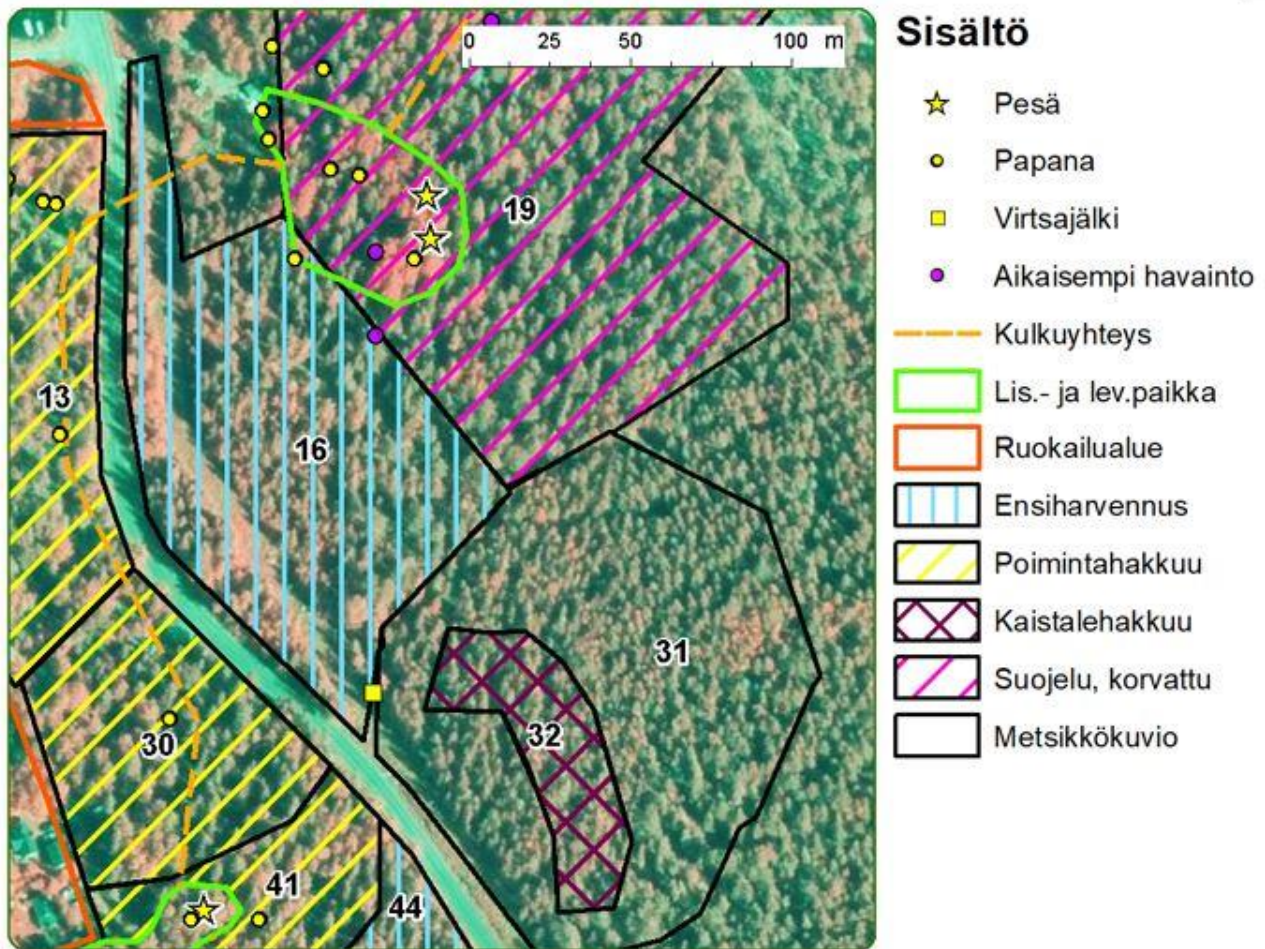 0 25 50 100 m
19
13
16
31
32
30
41
44
Sisältö
Pesä
Papana
Virtsajälki
Aikaisempi havainto
Kulkuyhteys
Lis.- ja lev.paikka
Ruokailualue
Ensiharvennus
Poimintahakkuu
Kaistalehakkuu
Suojelu, korvattu
Metsikkökuvio